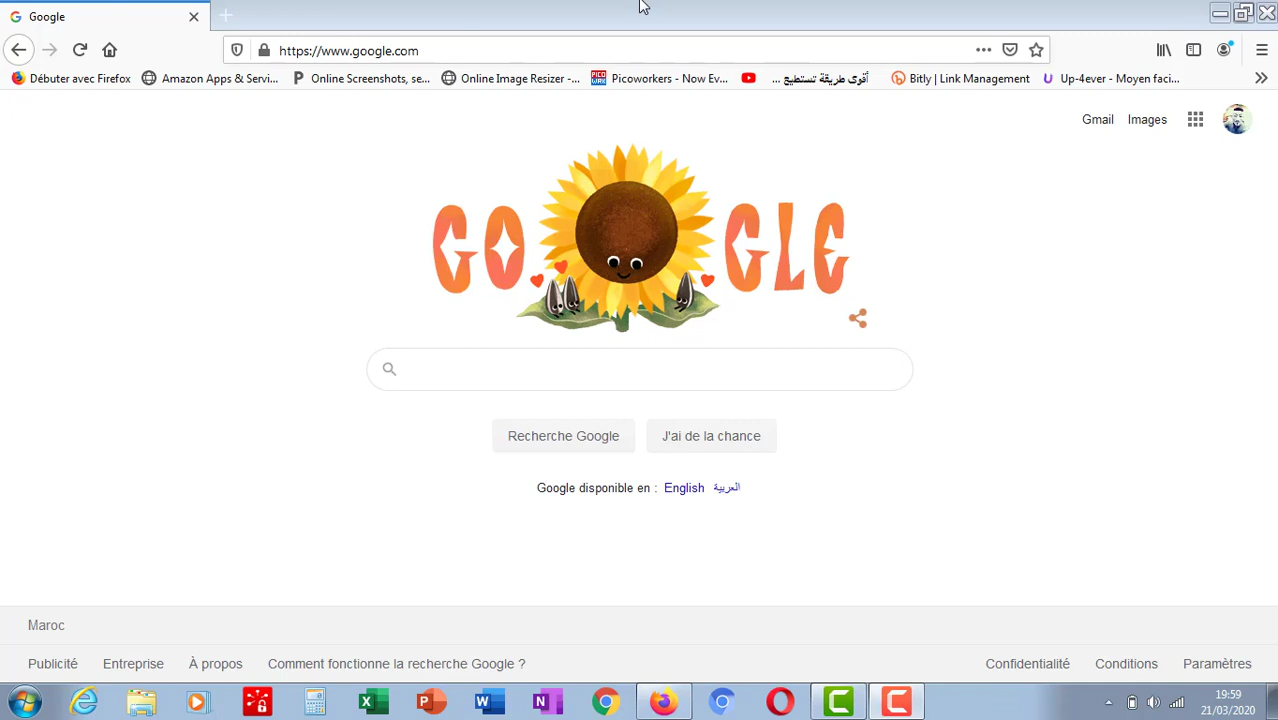 Google
https://www.google.com
Débuter avec Firefox
Amazon Apps & Servi...
Online Screenshots, se...
Online Image Resizer -...
Picoworkers - Now Ev...
أقوى طريقة تستطيع ...
Bitly | Link Management
Up-4ever - Moyen faci...
Gmail
Images
GOOGLE
Recherche Google
J'ai de la chance
Google disponible en : English العربية
Maroc
Publicité
Entreprise
À propos
Comment fonctionne la recherche Google ?
Confidentialité
Conditions
Paramètres
19:59
21/03/2020